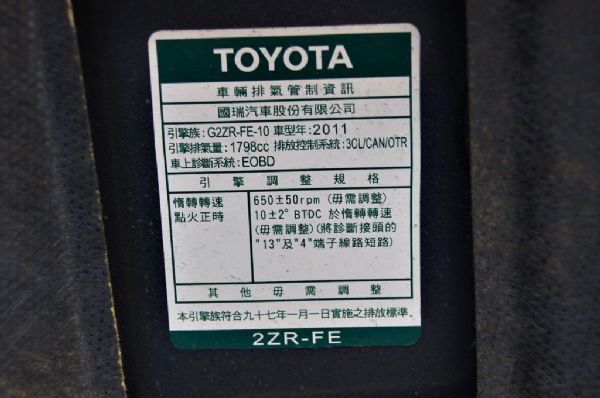 TOYOTA
車輛排氣管制資訊
國瑞汽車股份有限公司
引擎族:G2ZR-FE-10 車型年:2011
引擎排氣量:1798cc 排放控制系統:3CL/CAN/OTR
車上診斷系統:EOBD
引擎調整規格
惰轉轉速 650±50rpm (毋需調整)
點火正時 10±2° BTDC 於惰轉轉速
(毋需調整)(將診斷接頭的
"13"及"4"端子線路短路)
其他毋需調整
本引擎族符合九十七年一月一日實施之排放標準。
2ZR-FE